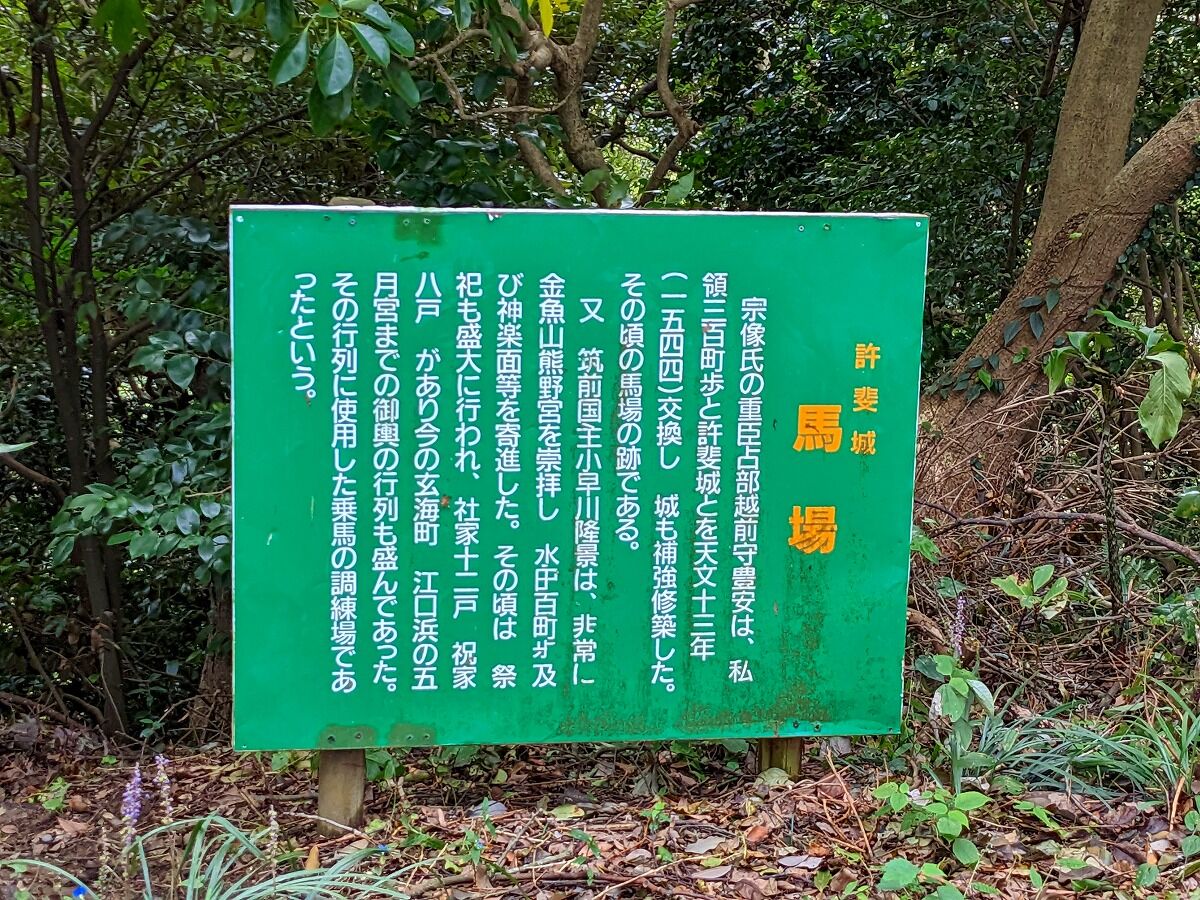 許斐城
馬場
宗像氏の重臣占部越前守豊安は、私
領三百町歩と許斐城とを天文十三年
(一五四四)交換し 城も補強修築した。
その頃の馬場の跡である。
又 筑前国主小早川隆景は、非常に
金魚山熊野宮を崇拝し 水田百町歩及
び神楽面等を寄進した。その頃は 祭
祀も盛大に行われ、社家十二戸 祝家
八戸 があり今の玄海町 江口浜の五
月宮までの御輿の行列も盛んであった。
その行列に使用した乗馬の調練場であ
ったという。